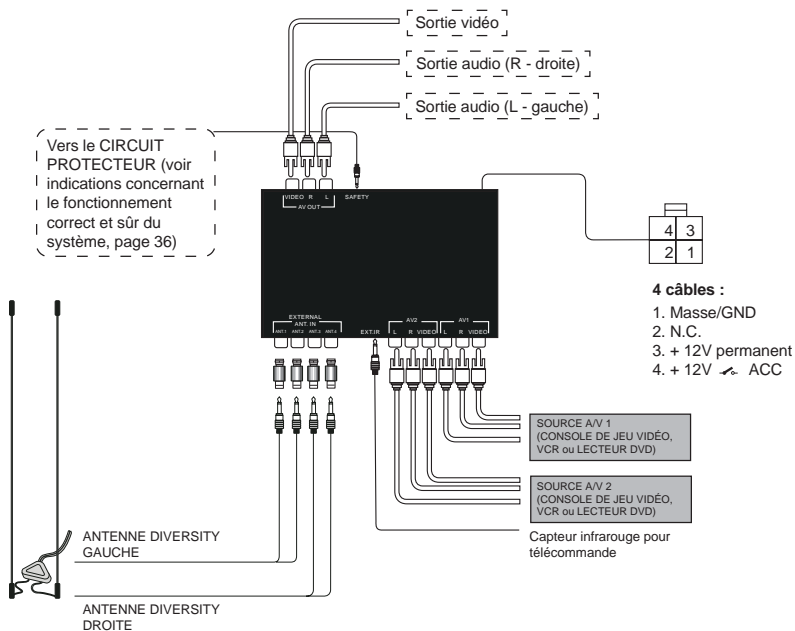 Sortie vidéo
Sortie audio (R - droite)
Sortie audio (L - gauche)
Vers le CIRCUIT
PROTECTEUR (voir
indications concernant
le fonctionnement
correct et sûr du
système, page 36)
VIDEO R L
AV OUT
SAFETY
4 3
2 1
4 câbles :
1. Masse/GND
2. N.C.
3. + 12V permanent
4. + 12V ACC
EXTERNAL
ANT. IN
ANT.1 ANT.2 ANT.3 ANT.4
EXT.IR
AV2
L R VIDEO
AV1
L R VIDEO
SOURCE A/V 1
(CONSOLE DE JEU VIDÉO,
VCR ou LECTEUR DVD)
SOURCE A/V 2
(CONSOLE DE JEU VIDÉO,
VCR ou LECTEUR DVD)
Capteur infrarouge pour
télécommande
ANTENNE DIVERSITY
GAUCHE
ANTENNE DIVERSITY
DROITE